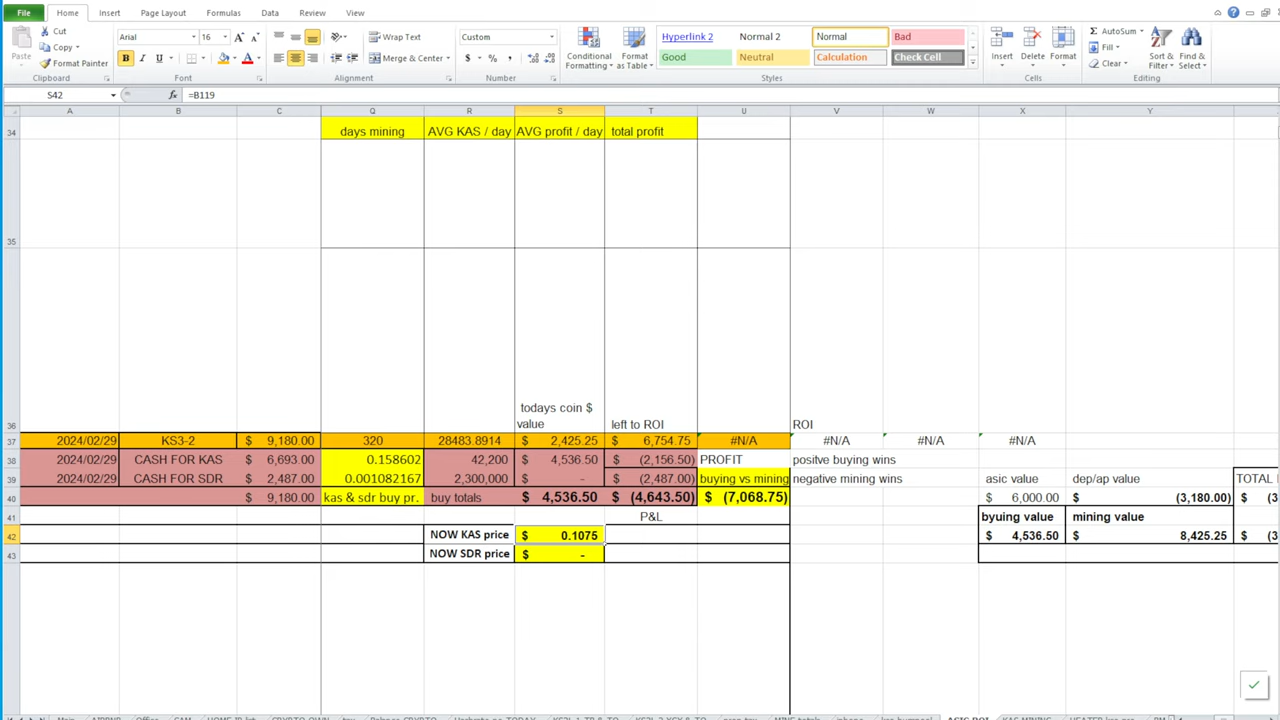 File Home Insert Page Layout Formulas Data Review View
Cut
Copy
Format Painter
Paste
Arial 16
Wrap Text
Merge & Center
Custom
Conditional Formatting
Format as Table
Hyperlink 2 Normal 2 Normal Bad
Good Neutral Calculation Check Cell
Insert Delete Format
AutoSum
Fill
Clear
Sort & Filter
Find & Select
Clipboard Font Alignment Number Styles Cells Editing
S42 fx =B119
A B C Q R S T U V W X Y
34 days mining AVG KAS / day AVG profit / day total profit
35
36 todays coin $ value left to ROI ROI
37 2024/02/29 KS3-2 $ 9,180.00 320 28483.8914 $ 2,425.25 $ 6,754.75 #N/A #N/A #N/A #N/A
38 2024/02/29 CASH FOR KAS $ 6,693.00 0.158602 42,200 $ 4,536.50 $ (2,156.50) PROFIT positve buying wins
39 2024/02/29 CASH FOR SDR $ 2,487.00 0.001082167 2,300,000 $ - $ (2,487.00) buying vs mining negative mining wins asic value dep/ap value TOTAL
40 $ 9,180.00 kas & sdr buy pr. buy totals $ 4,536.50 $ (4,643.50) $ (7,068.75) $ 6,000.00 $ (3,180.00) $ (3
41 P&L byuing value mining value
42 NOW KAS price $ 0.1075 $ 4,536.50 $ 8,425.25 $ (3
43 NOW SDR price $ -